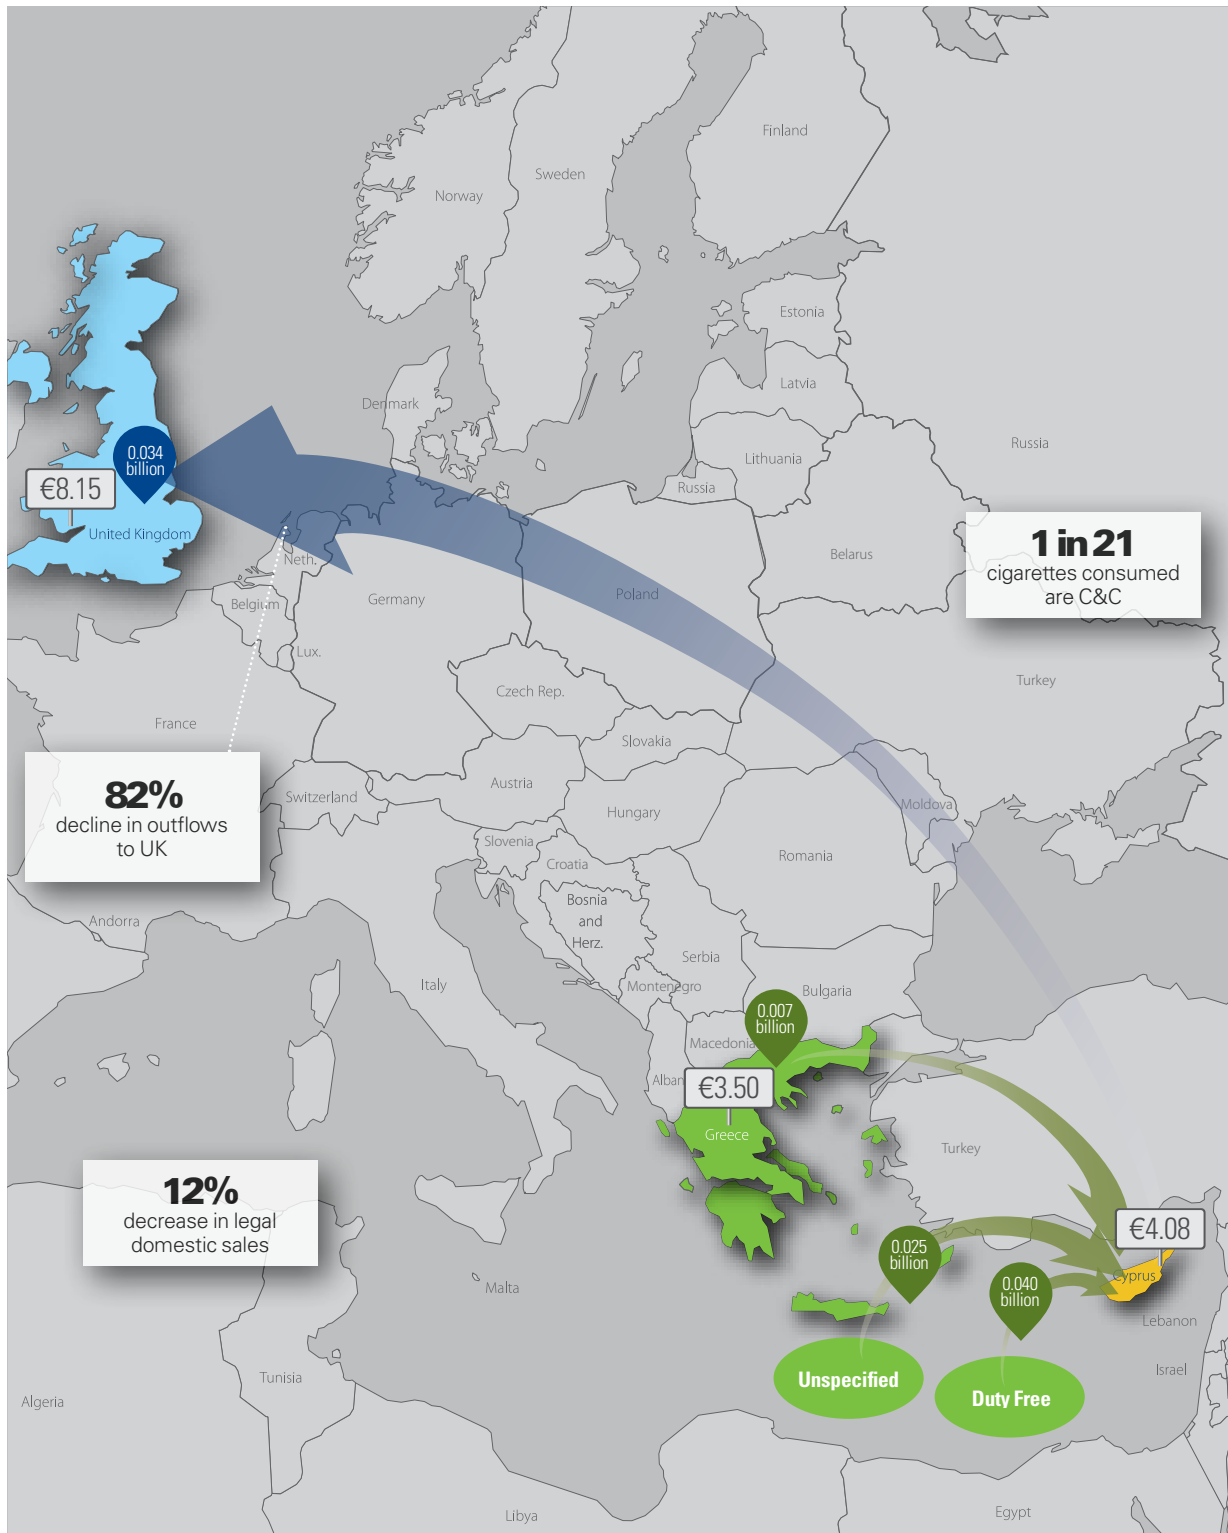 Finland
Sweden
Norway
Estonia
Latvia
Denmark
Russia
0.034
billion
Lithuania
€8.15
Russia
United Kingdom
1 in 21
cigarettes consumed
are C&C
Belarus
Neth.
Poland
Germany
Belgium
Lux.
Turkey
Czech Rep.
France
Slovakia
Austria
82%
decline in outflows
to UK
Switzerland
Moldova
Hungary
Slovenia
Romania
Croatia
Bosnia
and
Herz.
Andorra
Serbia
Italy
Montenegro
Bulgaria
0.007
billion
Macedonia
Alban
€3.50
Greece
Turkey
12%
decrease in legal
domestic sales
€4.08
0.025
billion
Cyprus
0.040
billion
Malta
Lebanon
Israel
Tunisia
Unspecified
Duty Free
Algeria
Libya
Egypt